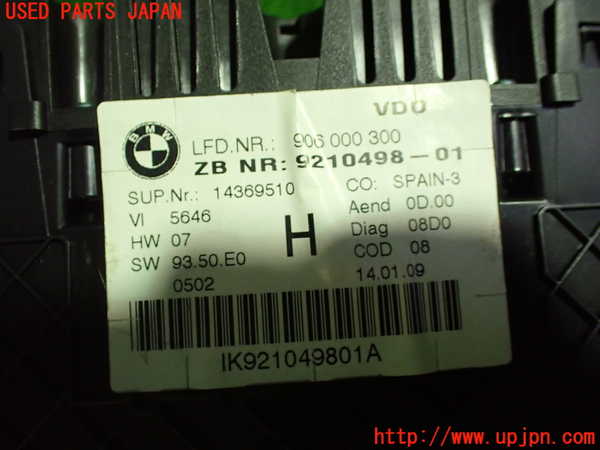 USED PARTS JAPAN
VDO
BMW
LFD.NR.: 906 000 300
ZB NR: 9210498-01
SUP.Nr.: 14369510 CO: SPAIN-3
VI 5646 Aend 0D.00
HW 07 H Diag 08D0
SW 93.50.E0 COD 08
0502 14.01.09
IK921049801A
http://www.upjpn.com/